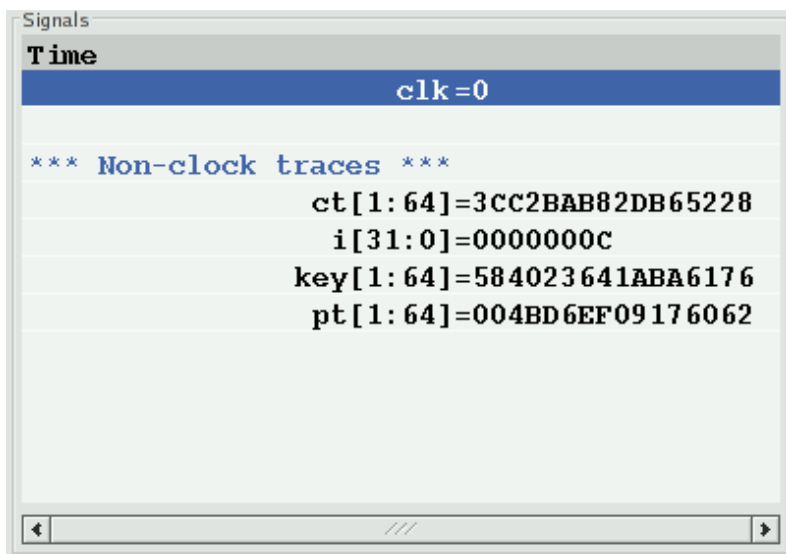 Signals
Time
clk=0
*** Non-clock traces ***
ct[1:64]=3CC2BAB82DB65228
i[31:0]=0000000C
key[1:64]=584023641ABA6176
pt[1:64]=004BD6EF09176062